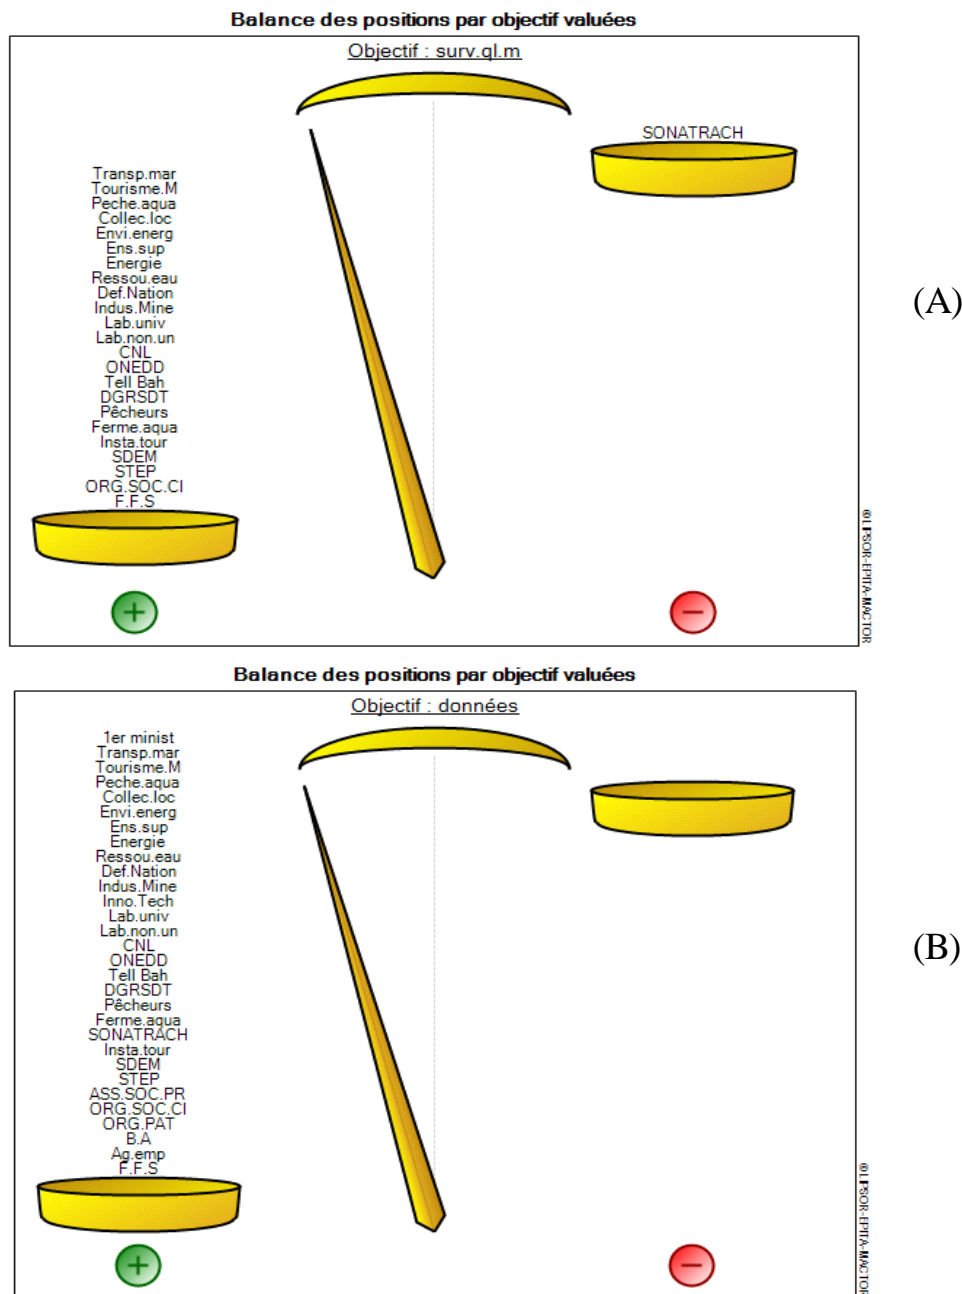 Balance des positions par objectif valuées
Objectif : surv.ql.m
SONATRACH
Transp.mar
Tourisme.M
Peche.aqua
Collec.loc
Envi.energ
Ens.sup
Energie
Ressou.eau
Def.Nation
Indus.Mine
Lab.univ
Lab.non.un
CNL
ONEDD
Tell Bah
DGRSDT
Pêcheurs
Ferme.aqua
Insta.tour
SDEM
STEP
ORG.SOC.CI
F.F.S
+
−
© LIPSOR-EPITA-MACTOR
(A)
Balance des positions par objectif valuées
Objectif : données
1er minist
Transp.mar
Tourisme.M
Peche.aqua
Collec.loc
Envi.energ
Ens.sup
Energie
Ressou.eau
Def.Nation
Indus.Mine
Inno.Tech
Lab.univ
Lab.non.un
CNL
ONEDD
Tell Bah
DGRSDT
Pêcheurs
Ferme.aqua
SONATRACH
Insta.tour
SDEM
STEP
ASS.SOC.PR
ORG.SOC.CI
ORG.PAT
B.A
Ag.emp
F.F.S
+
−
© LIPSOR-EPITA-MACTOR
(B)